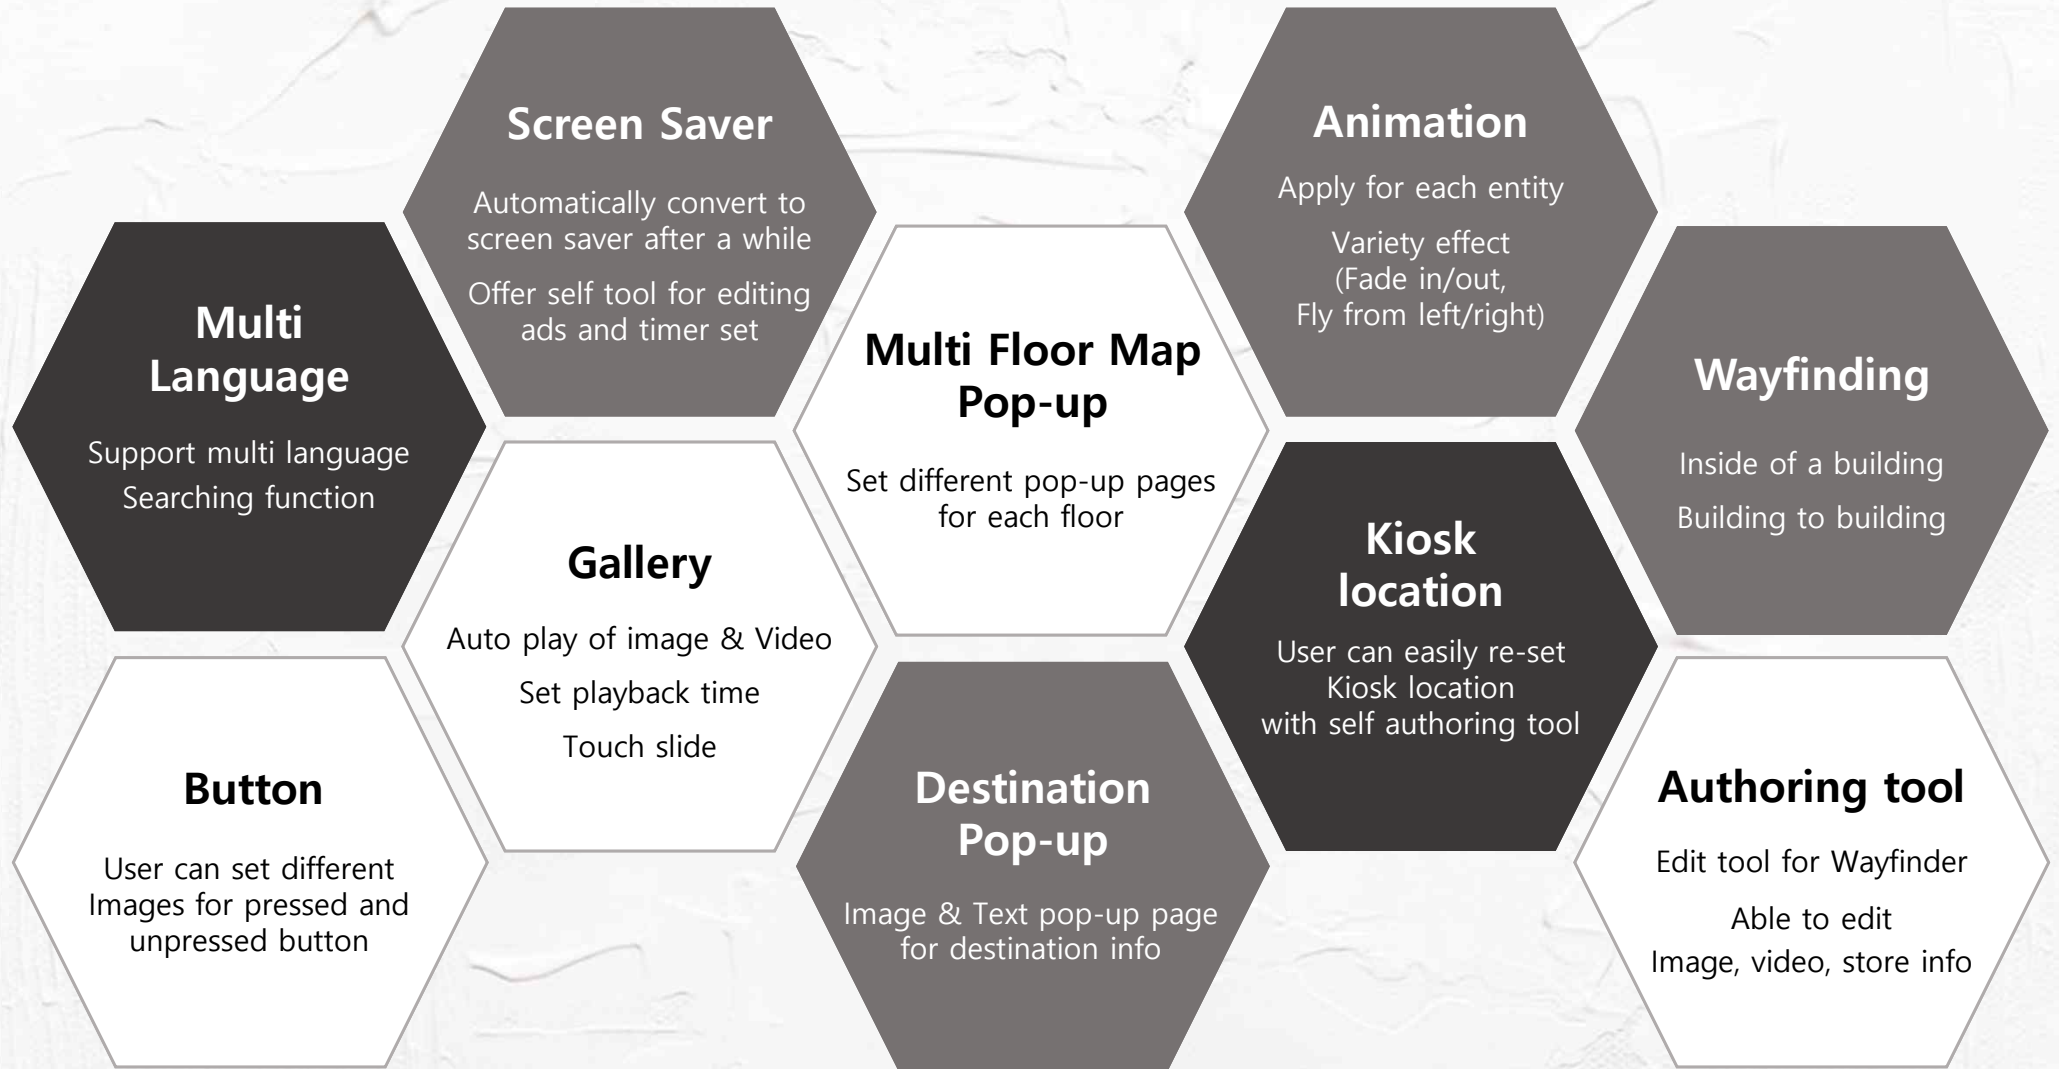 Screen Saver
Automatically convert to
screen saver after a while
Offer self tool for editing
ads and timer set
Animation
Apply for each entity
Variety effect
(Fade in/out,
Fly from left/right)
Multi
Language
Support multi language
Searching function
Multi Floor Map
Pop-up
Set different pop-up pages
for each floor
Wayfinding
Inside of a building
Building to building
Gallery
Auto play of image & Video
Set playback time
Touch slide
Kiosk
location
User can easily re-set
Kiosk location
with self authoring tool
Button
User can set different
Images for pressed and
unpressed button
Destination
Pop-up
Image & Text pop-up page
for destination info
Authoring tool
Edit tool for Wayfinder
Able to edit
Image, video, store info